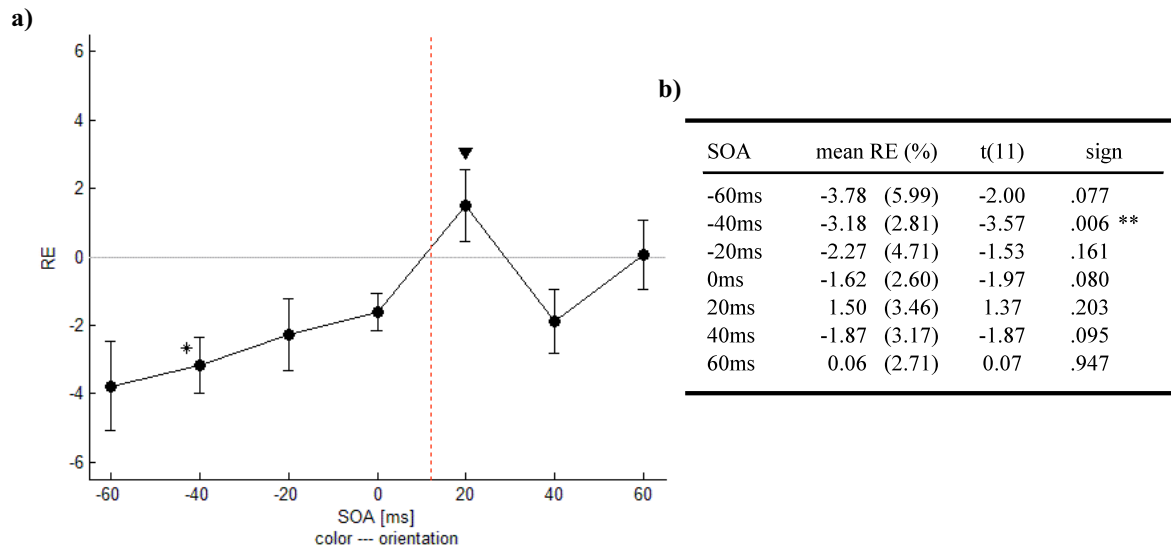 a)
6
4
2
0
-2
-4
-6
RE
-60 -40 -20 0 20 40 60
SOA [ms]
color --- orientation
*
b)
SOA mean RE (%) t(11) sign
-60ms -3.78 (5.99) -2.00 .077
-40ms -3.18 (2.81) -3.57 .006 **
-20ms -2.27 (4.71) -1.53 .161
0ms -1.62 (2.60) -1.97 .080
20ms 1.50 (3.46) 1.37 .203
40ms -1.87 (3.17) -1.87 .095
60ms 0.06 (2.71) 0.07 .947